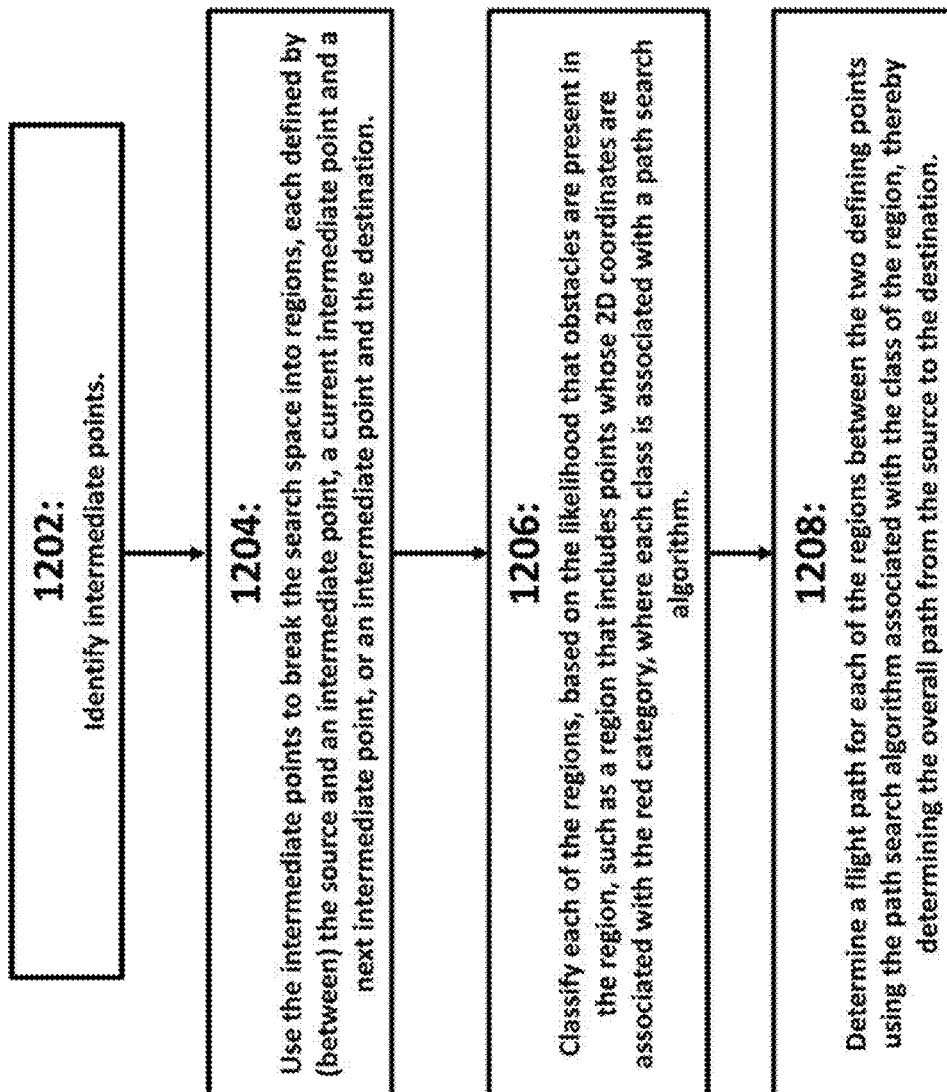 1202:
Identify intermediate points.
1204:
Use the intermediate points to break the search space into regions, each defined by
(between) the source and an intermediate point, a current intermediate point and a
next intermediate point, or an intermediate point and the destination.
1206:
Classify each of the regions, based on the likelihood that obstacles are present in
the region, such as a region that includes points whose 2D coordinates are
associated with the red category, where each class is associated with a path search
algorithm.
1208:
Determine a flight path for each of the regions between the two defining points
using the path search algorithm associated with the class of the region, thereby
determining the overall path from the source to the destination.